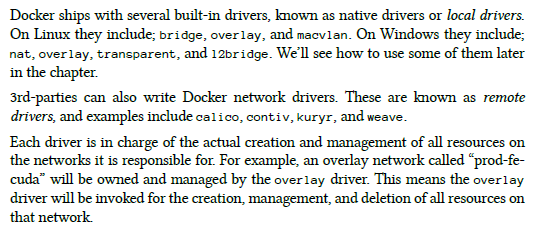 Docker ships with several built-in drivers, known as native drivers or local drivers.
On Linux they include; bridge, overlay, and macvlan. On Windows they include;
nat, overlay, transparent, and l2bridge. We'll see how to use some of them later
in the chapter.
3rd-parties can also write Docker network drivers. These are known as remote
drivers, and examples include calico, contiv, kuryr, and weave.
Each driver is in charge of the actual creation and management of all resources on
the networks it is responsible for. For example, an overlay network called “prod-fe-
cuda” will be owned and managed by the overlay driver. This means the overlay
driver will be invoked for the creation, management, and deletion of all resources on
that network.